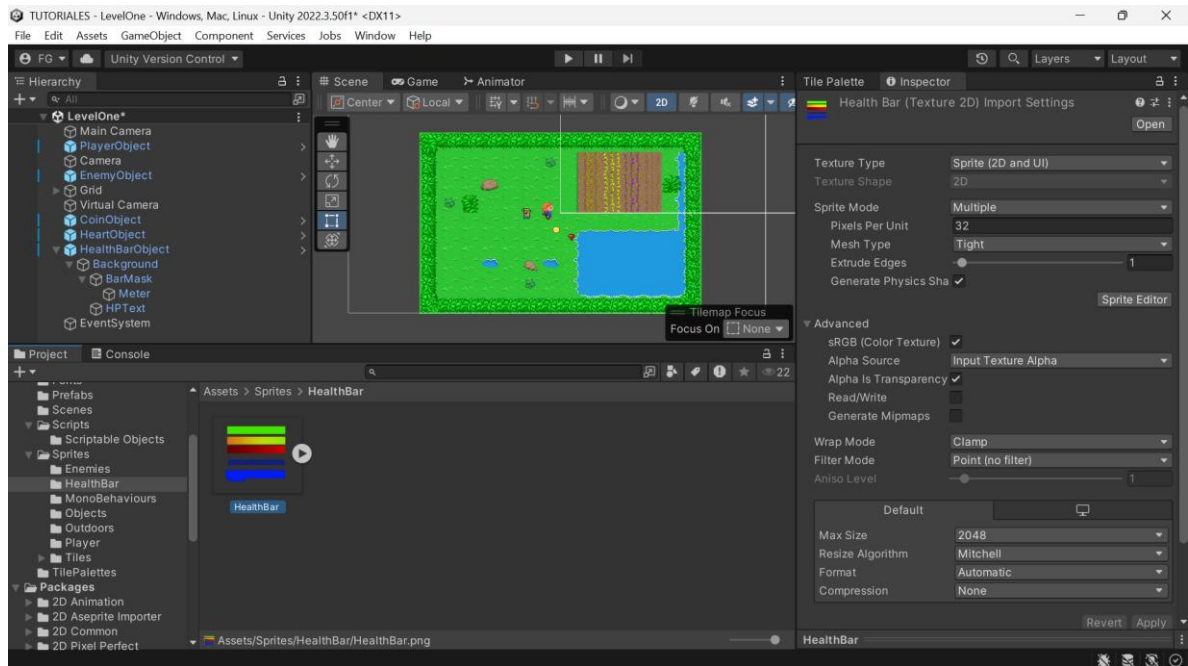 TUTORIALES - LevelOne - Windows, Mac, Linux - Unity 2022.3.50f1* <DX11>
File Edit Assets GameObject Component Services Jobs Window Help
FG Unity Version Control Layers Layout
Hierarchy
All
LevelOne*
Main Camera
PlayerObject
Camera
EnemyObject
Grid
Virtual Camera
CoinObject
HeartObject
HealthBarObject
Background
BarMask
Meter
HPText
EventSystem
Scene Game Animator
Center Local 2D
Tilemap Focus
Focus On None
Project Console
22
Prefabs
Scenes
Scripts
Scriptable Objects
Sprites
Enemies
HealthBar
MonoBehaviours
Objects
Outdoors
Player
Tiles
TilePalettes
Packages
2D Animation
2D Aseprite Importer
2D Common
2D Pixel Perfect
Assets > Sprites > HealthBar
HealthBar
Assets/Sprites/HealthBar/HealthBar.png
Tile Palette Inspector
Health Bar (Texture 2D) Import Settings
Open
Texture Type Sprite (2D and UI)
Texture Shape 2D
Sprite Mode Multiple
Pixels Per Unit 32
Mesh Type Tight
Extrude Edges 1
Generate Physics Sha
Sprite Editor
Advanced
sRGB (Color Texture)
Alpha Source Input Texture Alpha
Alpha Is Transparency
Read/Write
Generate Mipmaps
Wrap Mode Clamp
Filter Mode Point (no filter)
Aniso Level 1
Default
Max Size 2048
Resize Algorithm Mitchell
Format Automatic
Compression None
Revert Apply
HealthBar